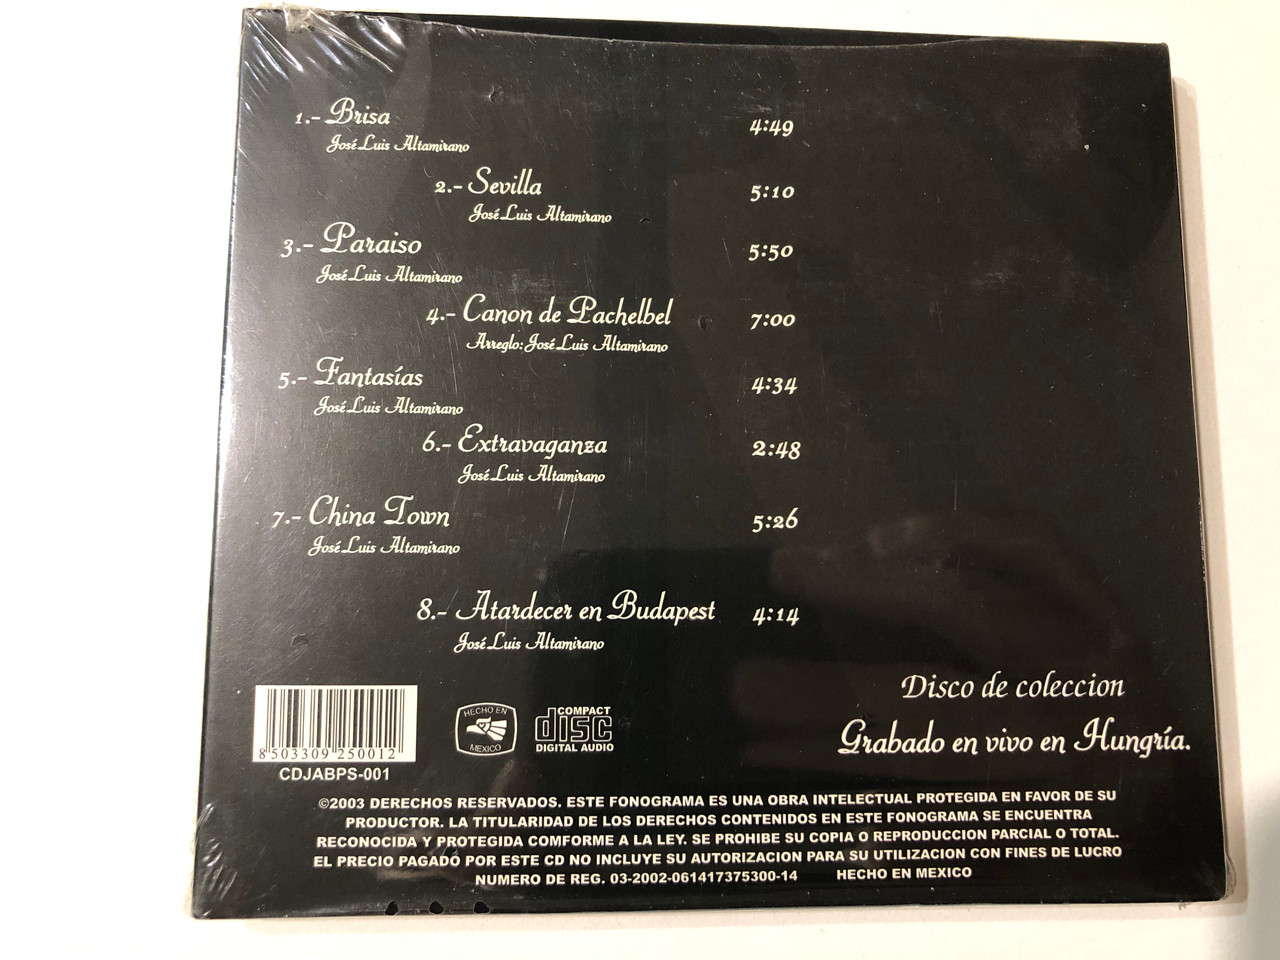 1.- Brisa 4:49
José Luis Altamirano
2.- Sevilla 5:10
José Luis Altamirano
3.- Paraiso 5:50
José Luis Altamirano
4.- Canon de Pachelbel 7:00
Arreglo: José Luis Altamirano
5.- Fantasías 4:34
José Luis Altamirano
6.- Extravaganza 2:48
José Luis Altamirano
7.- China Town 5:26
José Luis Altamirano
8.- Atardecer en Budapest 4:14
José Luis Altamirano
Disco de coleccion
Grabado en vivo en Hungría.
8 503309 250012
CDJABPS-001
HECHO EN
MEXICO
COMPACT
disc
DIGITAL AUDIO
©2003 DERECHOS RESERVADOS. ESTE FONOGRAMA ES UNA OBRA INTELECTUAL PROTEGIDA EN FAVOR DE SU
PRODUCTOR. LA TITULARIDAD DE LOS DERECHOS CONTENIDOS EN ESTE FONOGRAMA SE ENCUENTRA
RECONOCIDA Y PROTEGIDA COMFORME A LA LEY. SE PROHIBE SU COPIA O REPRODUCCION PARCIAL O TOTAL.
EL PRECIO PAGADO POR ESTE CD NO INCLUYE SU AUTORIZACION PARA SU UTILIZACION CON FINES DE LUCRO
NUMERO DE REG. 03-2002-061417375300-14 HECHO EN MEXICO